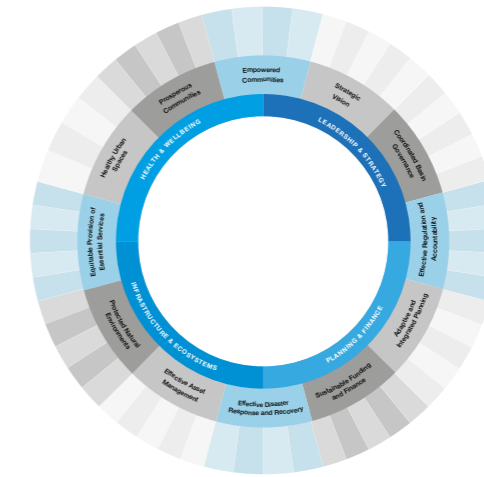 Empowered
Communities
Strategic
Vision
Coordinated Basin
Governance
Effective Regulation and
Accountability
Adaptive and
Integrated Planning
Sustainable Funding
and Finance
Effective Disaster
Response and Recovery
Effective Asset
Management
Protected Natural
Environments
Equitable Provision of
Essential Services
Healthy Urban
Spaces
Prosperous
Communities
LEADERSHIP & STRATEGY
PLANNING & FINANCE
INFRASTRUCTURE & ECOSYSTEMS
HEALTH & WELLBEING